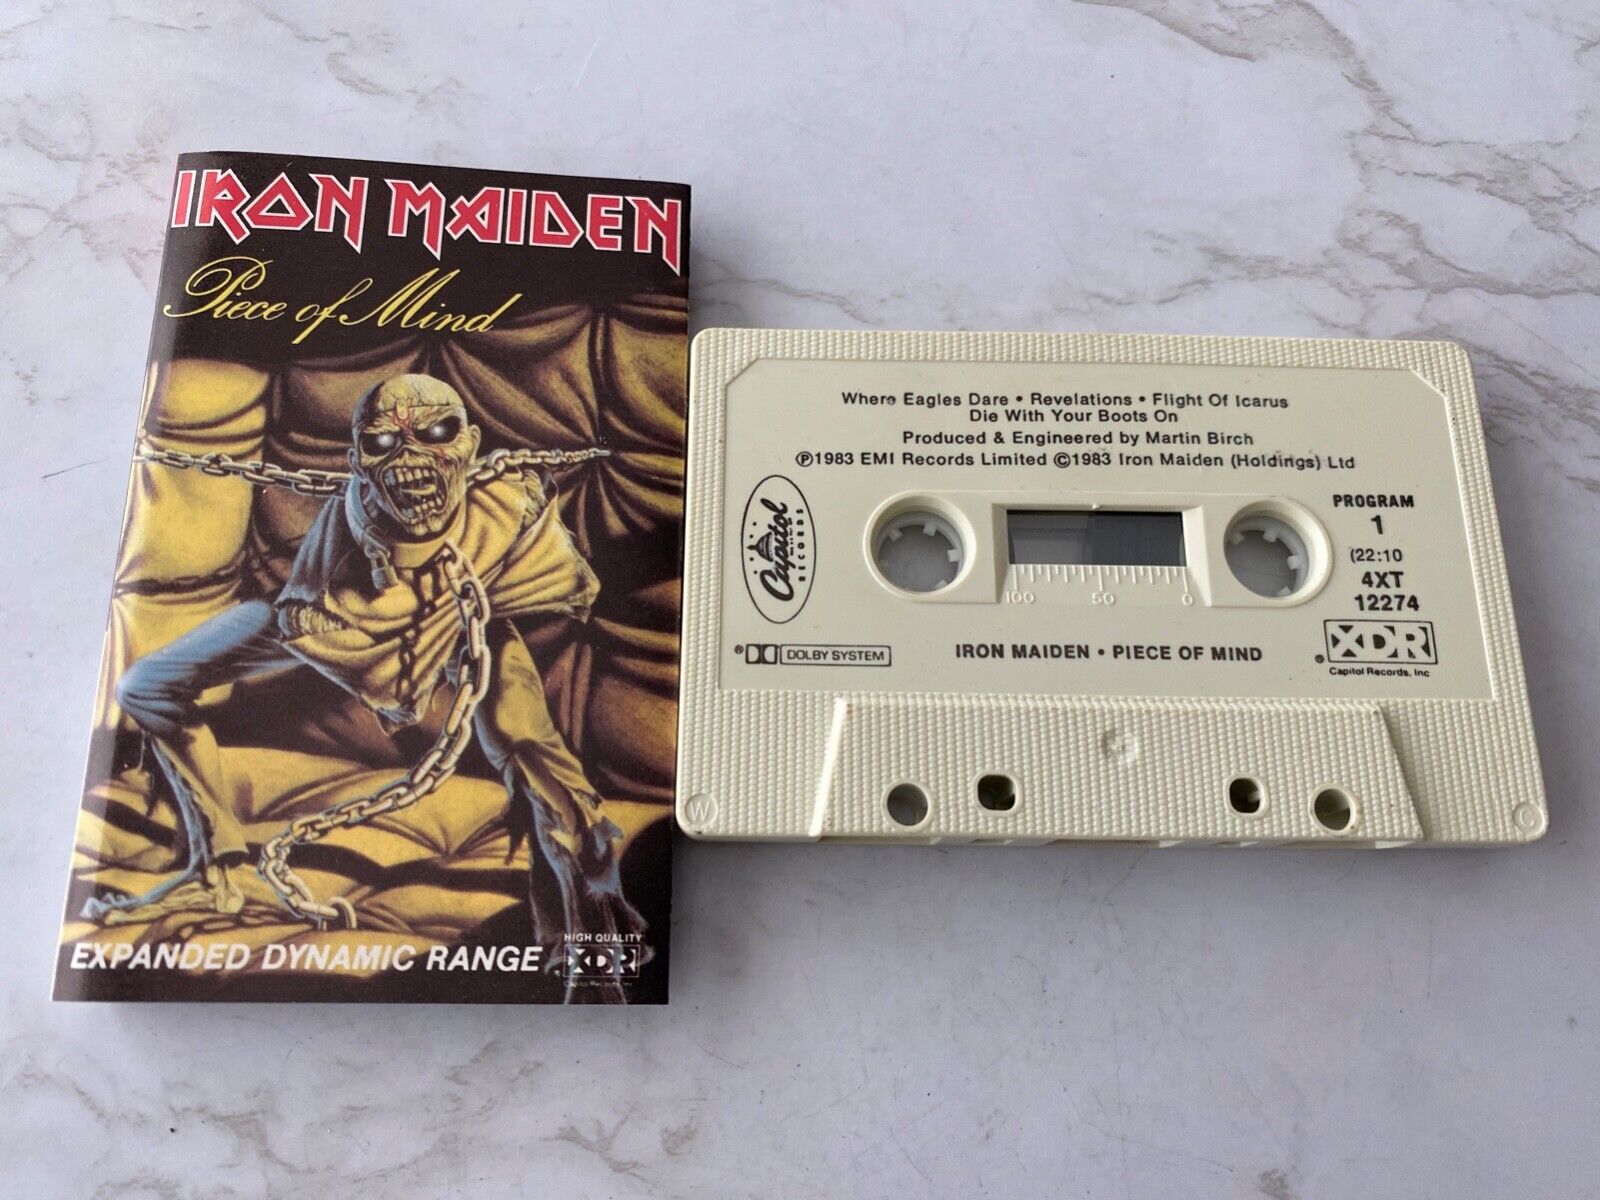 IRON MAIDEN
Piece of Mind
EXPANDED DYNAMIC RANGE
HIGH QUALITY
® XDR
Capitol Records, Inc
Where Eagles Dare • Revelations • Flight Of Icarus
Die With Your Boots On
Produced & Engineered by Martin Birch
℗1983 EMI Records Limited ©1983 Iron Maiden (Holdings) Ltd
Capitol
RECORDS
PROGRAM
1
(22:10
4XT
12274
100 50 0
® DOLBY SYSTEM
IRON MAIDEN • PIECE OF MIND
® XDR
Capitol Records, Inc
W
C